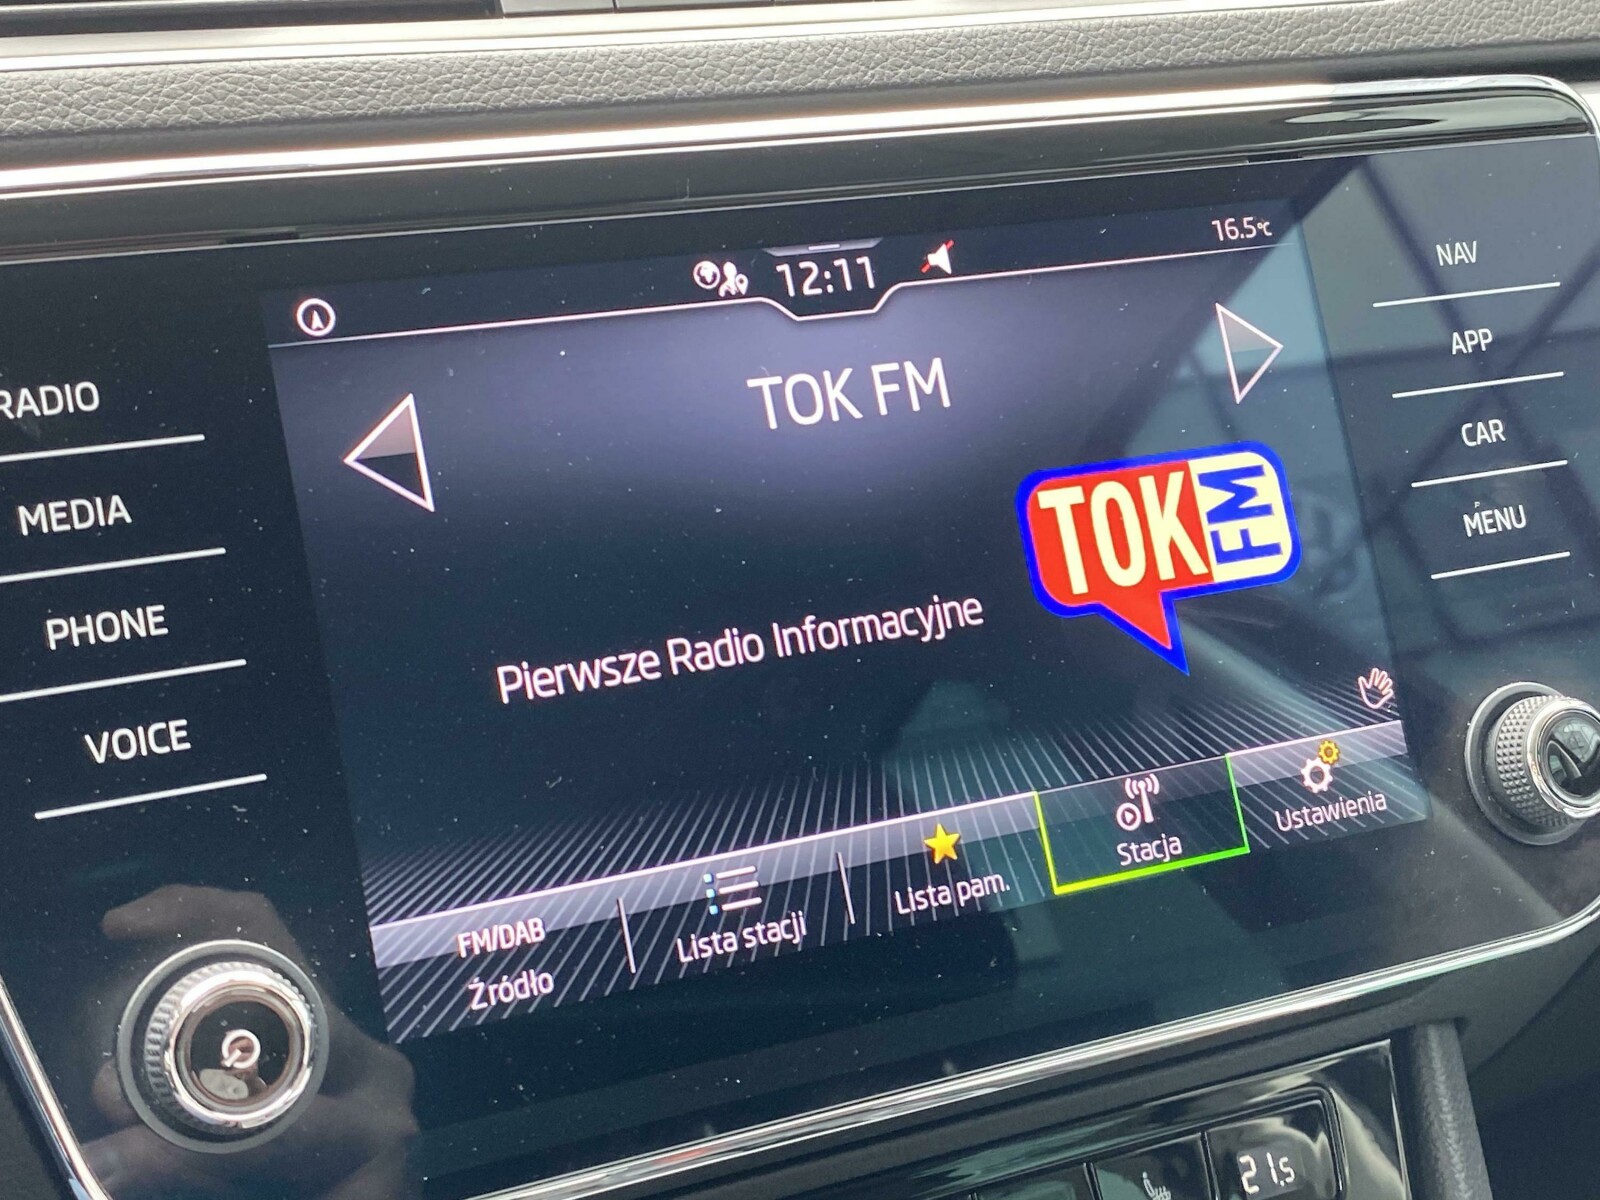 16.5°C
12:11
RADIO
MEDIA
PHONE
VOICE
TOK FM
TOK FM
Pierwsze Radio Informacyjne
FM/DAB
Źródło
Lista stacji
Lista pam.
Stacja
Ustawienia
NAV
APP
CAR
MENU
21.5